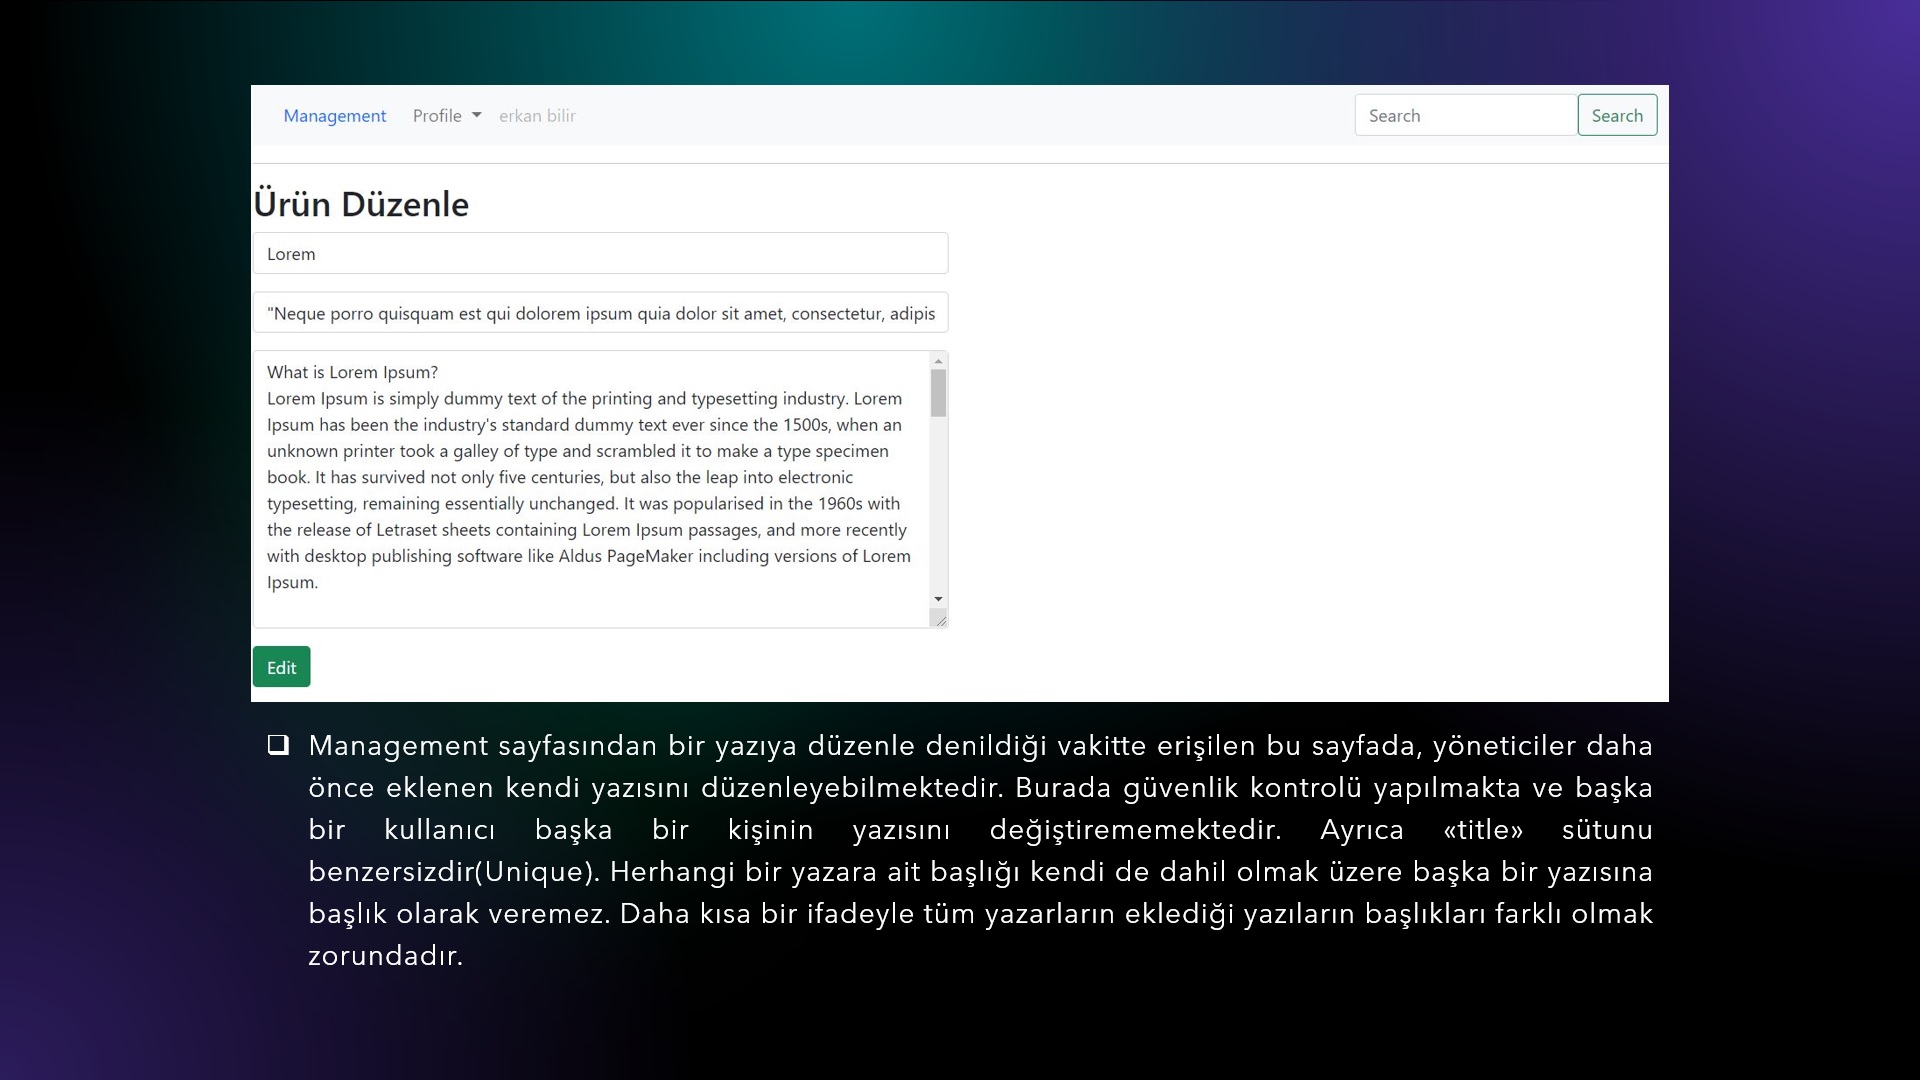 Management Profile erkan bilir Search Search
Ürün Düzenle
Lorem
"Neque porro quisquam est qui dolorem ipsum quia dolor sit amet, consectetur, adipis
What is Lorem Ipsum?
Lorem Ipsum is simply dummy text of the printing and typesetting industry. Lorem
Ipsum has been the industry's standard dummy text ever since the 1500s, when an
unknown printer took a galley of type and scrambled it to make a type specimen
book. It has survived not only five centuries, but also the leap into electronic
typesetting, remaining essentially unchanged. It was popularised in the 1960s with
the release of Letraset sheets containing Lorem Ipsum passages, and more recently
with desktop publishing software like Aldus PageMaker including versions of Lorem
Ipsum.
Edit
❑ Management sayfasından bir yazıya düzenle denildiği vakitte erişilen bu sayfada, yöneticiler daha
önce eklenen kendi yazısını düzenleyebilmektedir. Burada güvenlik kontrolü yapılmakta ve başka
bir kullanıcı başka bir kişinin yazısını değiştirememektedir. Ayrıca «title» sütunu
benzersizdir(Unique). Herhangi bir yazara ait başlığı kendi de dahil olmak üzere başka bir yazısına
başlık olarak veremez. Daha kısa bir ifadeyle tüm yazarların eklediği yazıların başlıkları farklı olmak
zorundadır.